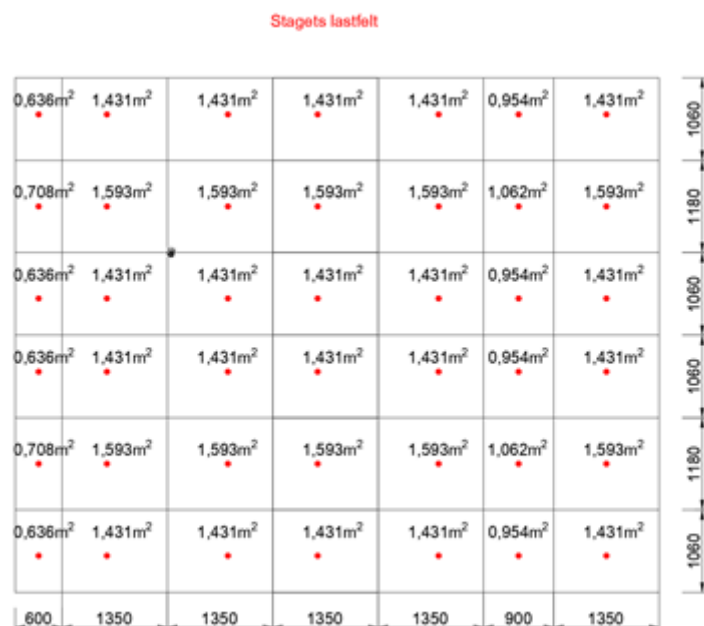 Stagets lastfelt
0,636m² 1,431m² 1,431m² 1,431m² 1,431m² 0,954m² 1,431m²
1060
0,708m² 1,593m² 1,593m² 1,593m² 1,593m² 1,062m² 1,593m²
1180
0,636m² 1,431m² 1,431m² 1,431m² 1,431m² 0,954m² 1,431m²
1060
0,636m² 1,431m² 1,431m² 1,431m² 1,431m² 0,954m² 1,431m²
1060
0,708m² 1,593m² 1,593m² 1,593m² 1,593m² 1,062m² 1,593m²
1180
0,636m² 1,431m² 1,431m² 1,431m² 1,431m² 0,954m² 1,431m²
1060
600 1350 1350 1350 1350 900 1350